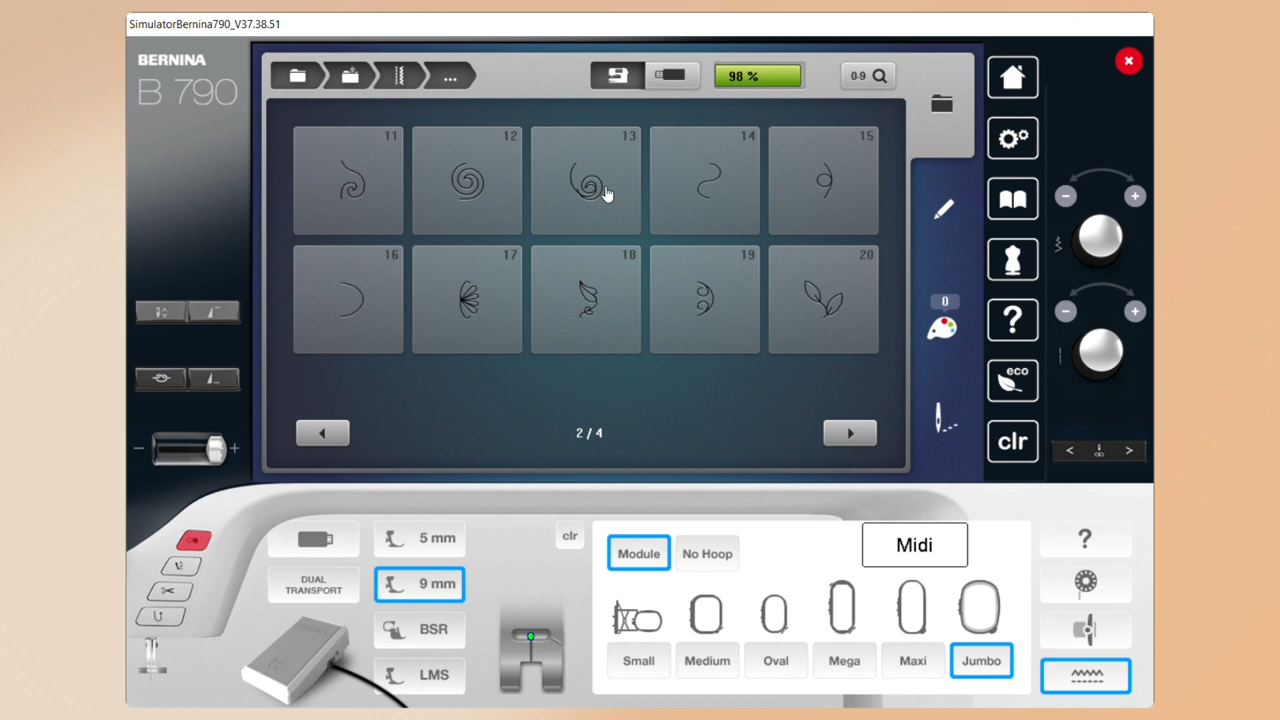 SimulatorBernina790_V37.38.51
BERNINA
B 790
...
98 %
0-9
11
12
13
14
15
16
17
18
19
20
0
2 / 4
?
eco
clr
- +
- +
- +
< >
DUAL
TRANSPORT
5 mm
9 mm
BSR
LMS
clr
Module
No Hoop
Midi
Small
Medium
Oval
Mega
Maxi
Jumbo
?